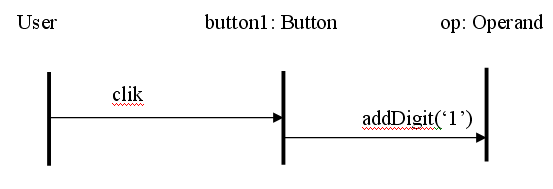 User button1: Button op: Operand
clik
addDigit(‘1’)